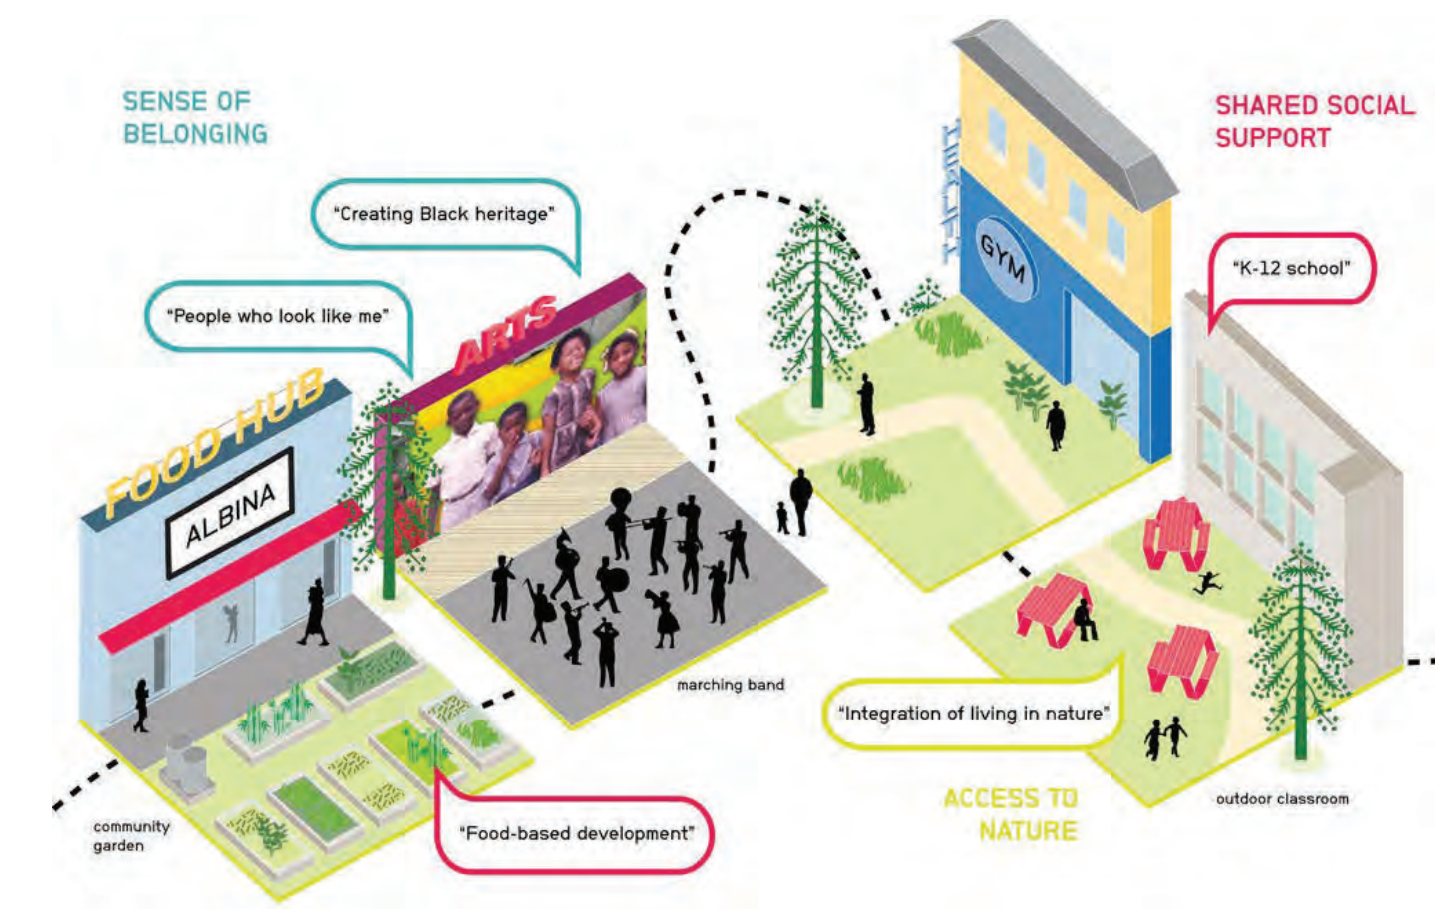 SENSE OF
BELONGING
SHARED SOCIAL
SUPPORT
"Creating Black heritage"
"People who look like me"
"K-12 school"
HEALTH
GYM
ARTS
FOOD HUB
ALBINA
marching band
"Integration of living in nature"
ACCESS TO
NATURE
outdoor classroom
community
garden
"Food-based development"